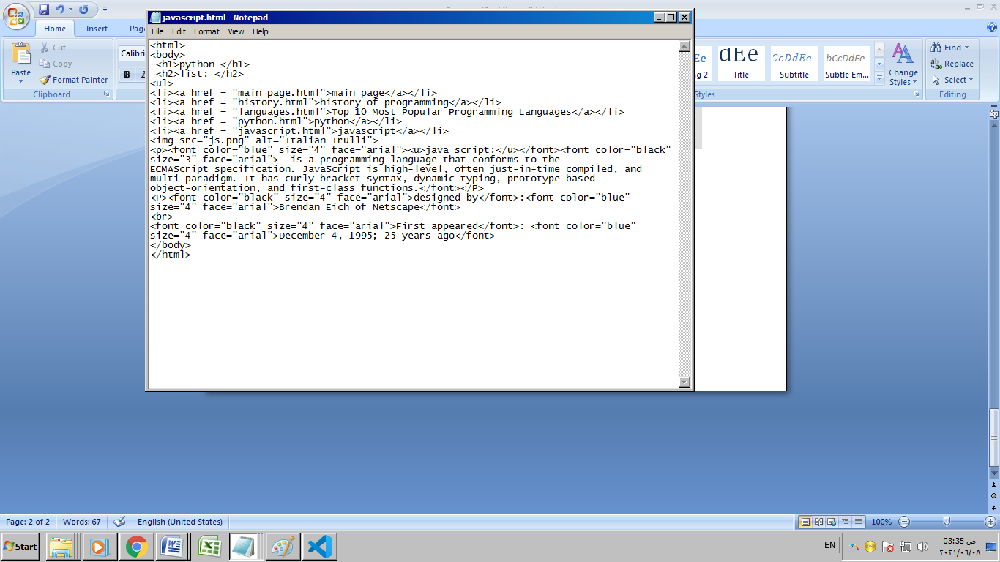 javascript.html - Notepad
File Edit Format View Help
<html>
<body>
 <h1>python </h1>
 <h2>list: </h2>
<ul>
<li><a href = "main page.html">main page</a></li>
<li><a href = "history.html">history of programming</a></li>
<li><a href = "languages.html">Top 10 Most Popular Programming Languages</a></li>
<li><a href = "python.html">python</a></li>
<li><a href = "javascript.html">javascript</a></li>
<img src="js.png" alt="Italian Trulli">
<p><font color="blue" size="4" face="arial"><u>java script:</u></font><font color="black"
size="3" face="arial">  is a programming language that conforms to the
ECMAScript specification. JavaScript is high-level, often just-in-time compiled, and
multi-paradigm. It has curly-bracket syntax, dynamic typing, prototype-based
object-orientation, and first-class functions.</font></P>
<P><font color="black" size="4" face="arial">designed by</font>:<font color="blue"
size="4" face="arial">Brendan Eich of Netscape</font>
<br>
<font color="black" size="4" face="arial">First appeared</font>: <font color="blue"
size="4" face="arial">December 4, 1995; 25 years ago</font>
</body>
</html>
Home Insert
Cut
Copy
Format Painter
Paste
Clipboard
Calibri
B
AaBbCcDdEe
Title Subtitle Subtle Em...
Change
Styles
Styles
Find
Replace
Select
Editing
Page: 2 of 2 Words: 67 English (United States) 100%
Start EN
03:35 ص
٢٠٢١/٠٦/٠٨